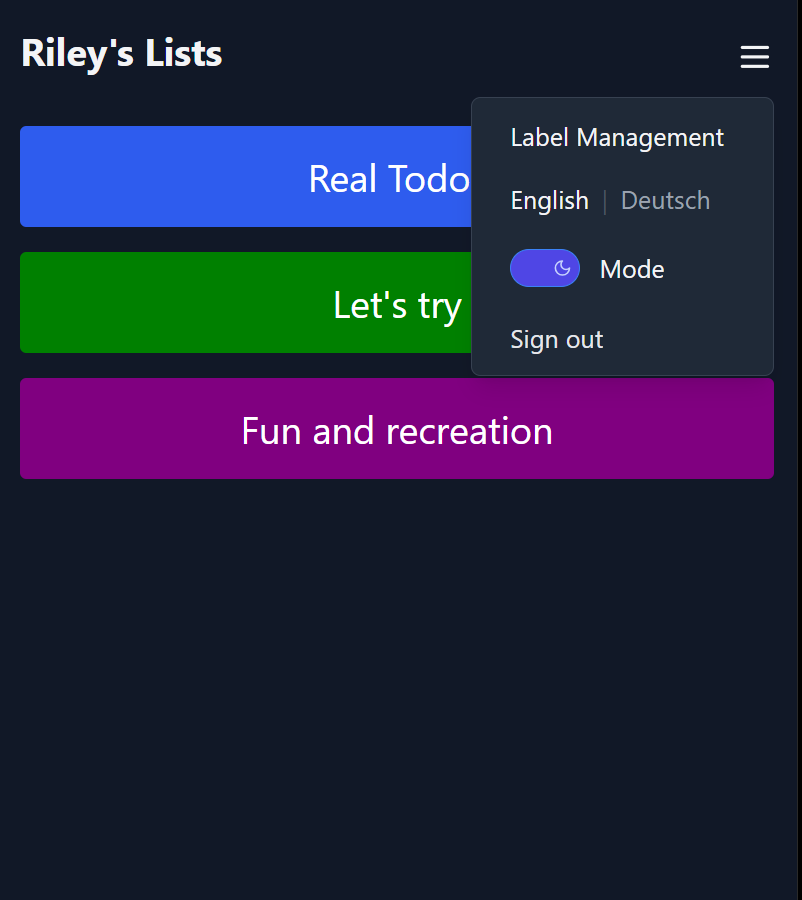 Riley's Lists
Label Management
Real Todo
English | Deutsch
Mode
Let's try
Sign out
Fun and recreation